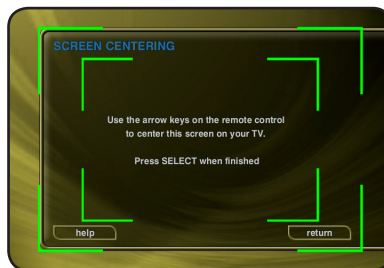 SCREEN CENTERING
Use the arrow keys on the remote control
to center this screen on your TV.
Press SELECT when finished
help
return